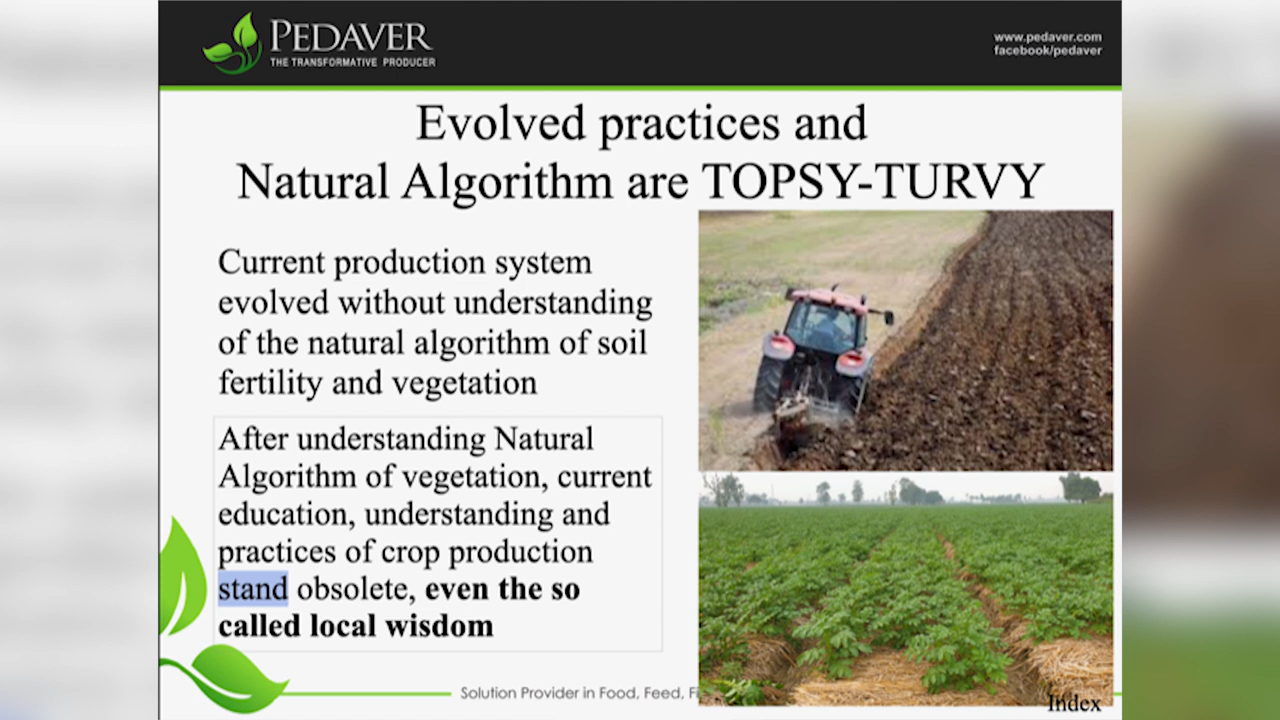 PEDAVER
THE TRANSFORMATIVE PRODUCER
www.pedaver.com
facebook/pedaver
Evolved practices and
Natural Algorithm are TOPSY-TURVY
Current production system
evolved without understanding
of the natural algorithm of soil
fertility and vegetation
After understanding Natural
Algorithm of vegetation, current
education, understanding and
practices of crop production
stand obsolete, even the so
called local wisdom
Solution Provider in Food, Feed,
Index